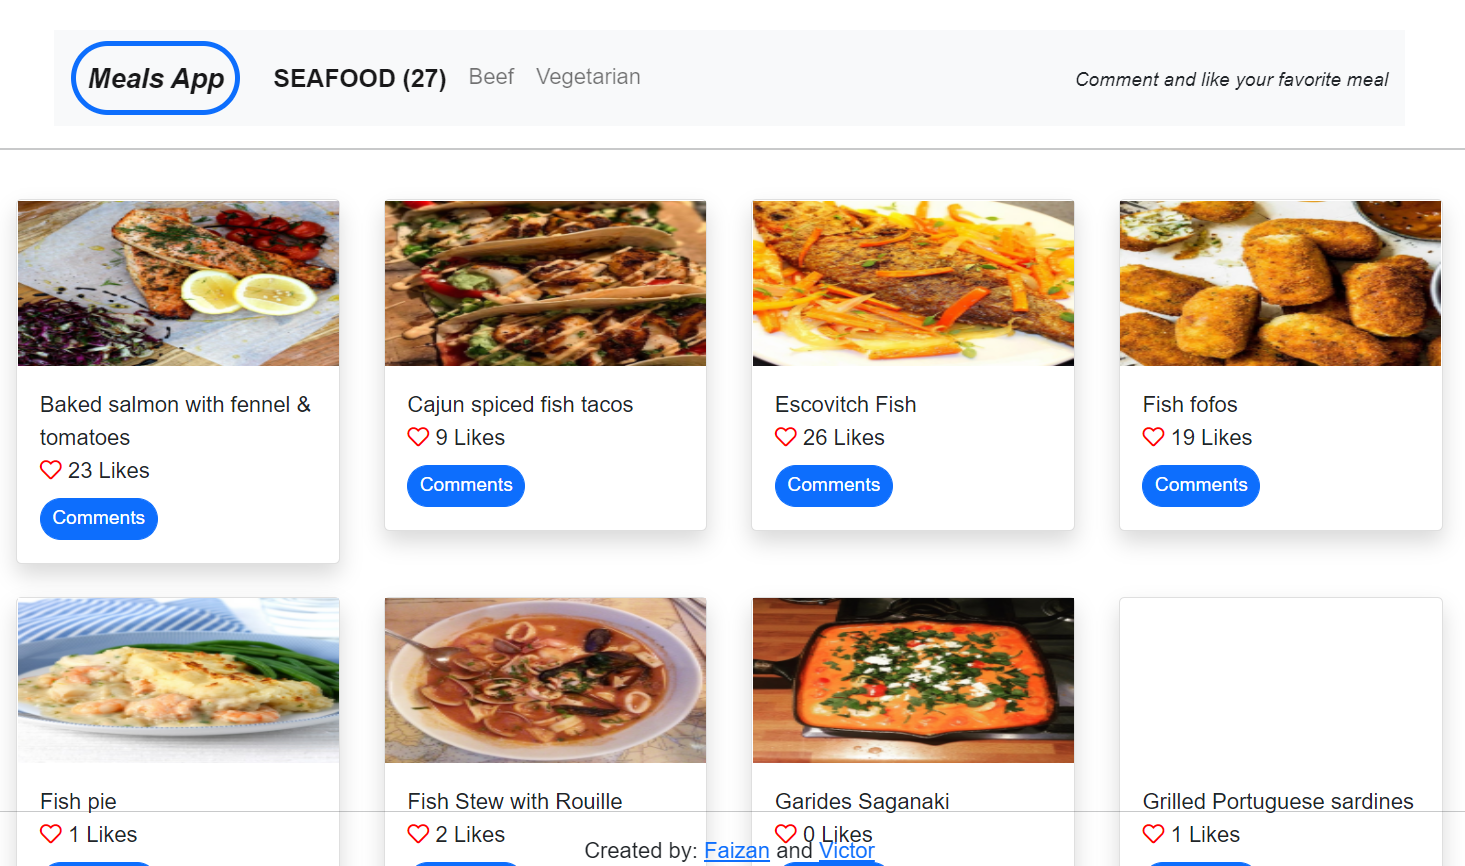 Meals App
SEAFOOD (27)
Beef
Vegetarian
Comment and like your favorite meal
Baked salmon with fennel &
tomatoes
23 Likes
Comments
Cajun spiced fish tacos
9 Likes
Comments
Escovitch Fish
26 Likes
Comments
Fish fofos
19 Likes
Comments
Fish pie
1 Likes
Fish Stew with Rouille
2 Likes
Garides Saganaki
0 Likes
Grilled Portuguese sardines
1 Likes
Created by: Faizan and Victor